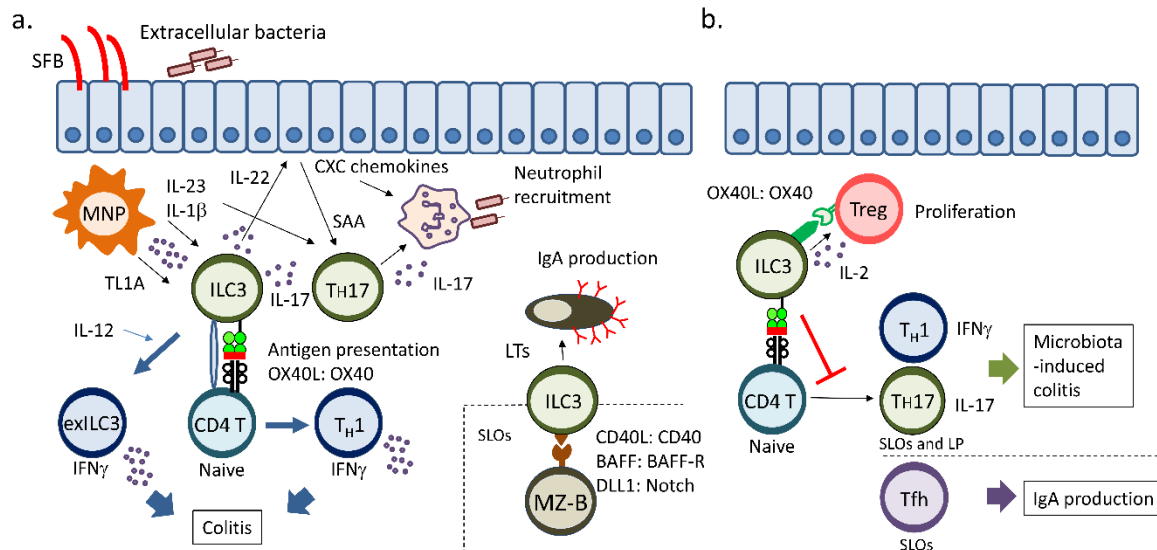 a.
Extracellular bacteria
SFB
MNP
IL-23
IL-1β
IL-22
CXC chemokines
Neutrophil
recruitment
SAA
TL1A
ILC3
IL-17
TH17
IL-17
IL-12
Antigen presentation
OX40L: OX40
exILC3
IFNγ
CD4 T
Naive
TH1
IFNγ
Colitis
IgA production
LTs
ILC3
SLOs
CD40L: CD40
BAFF: BAFF-R
DLL1: Notch
MZ-B
b.
OX40L: OX40
Treg
Proliferation
ILC3
IL-2
TH1
IFNγ
Microbiota
-induced
colitis
CD4 T
Naive
TH17
IL-17
SLOs and LP
Tfh
SLOs
IgA production